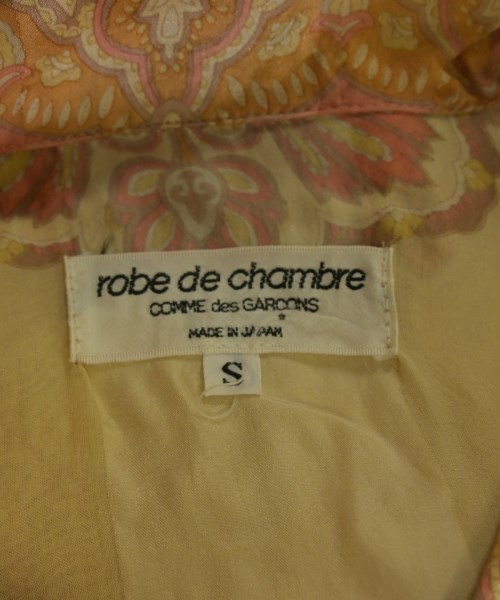 robe de chambre
COMME des GARCONS
MADE IN JAPAN
S